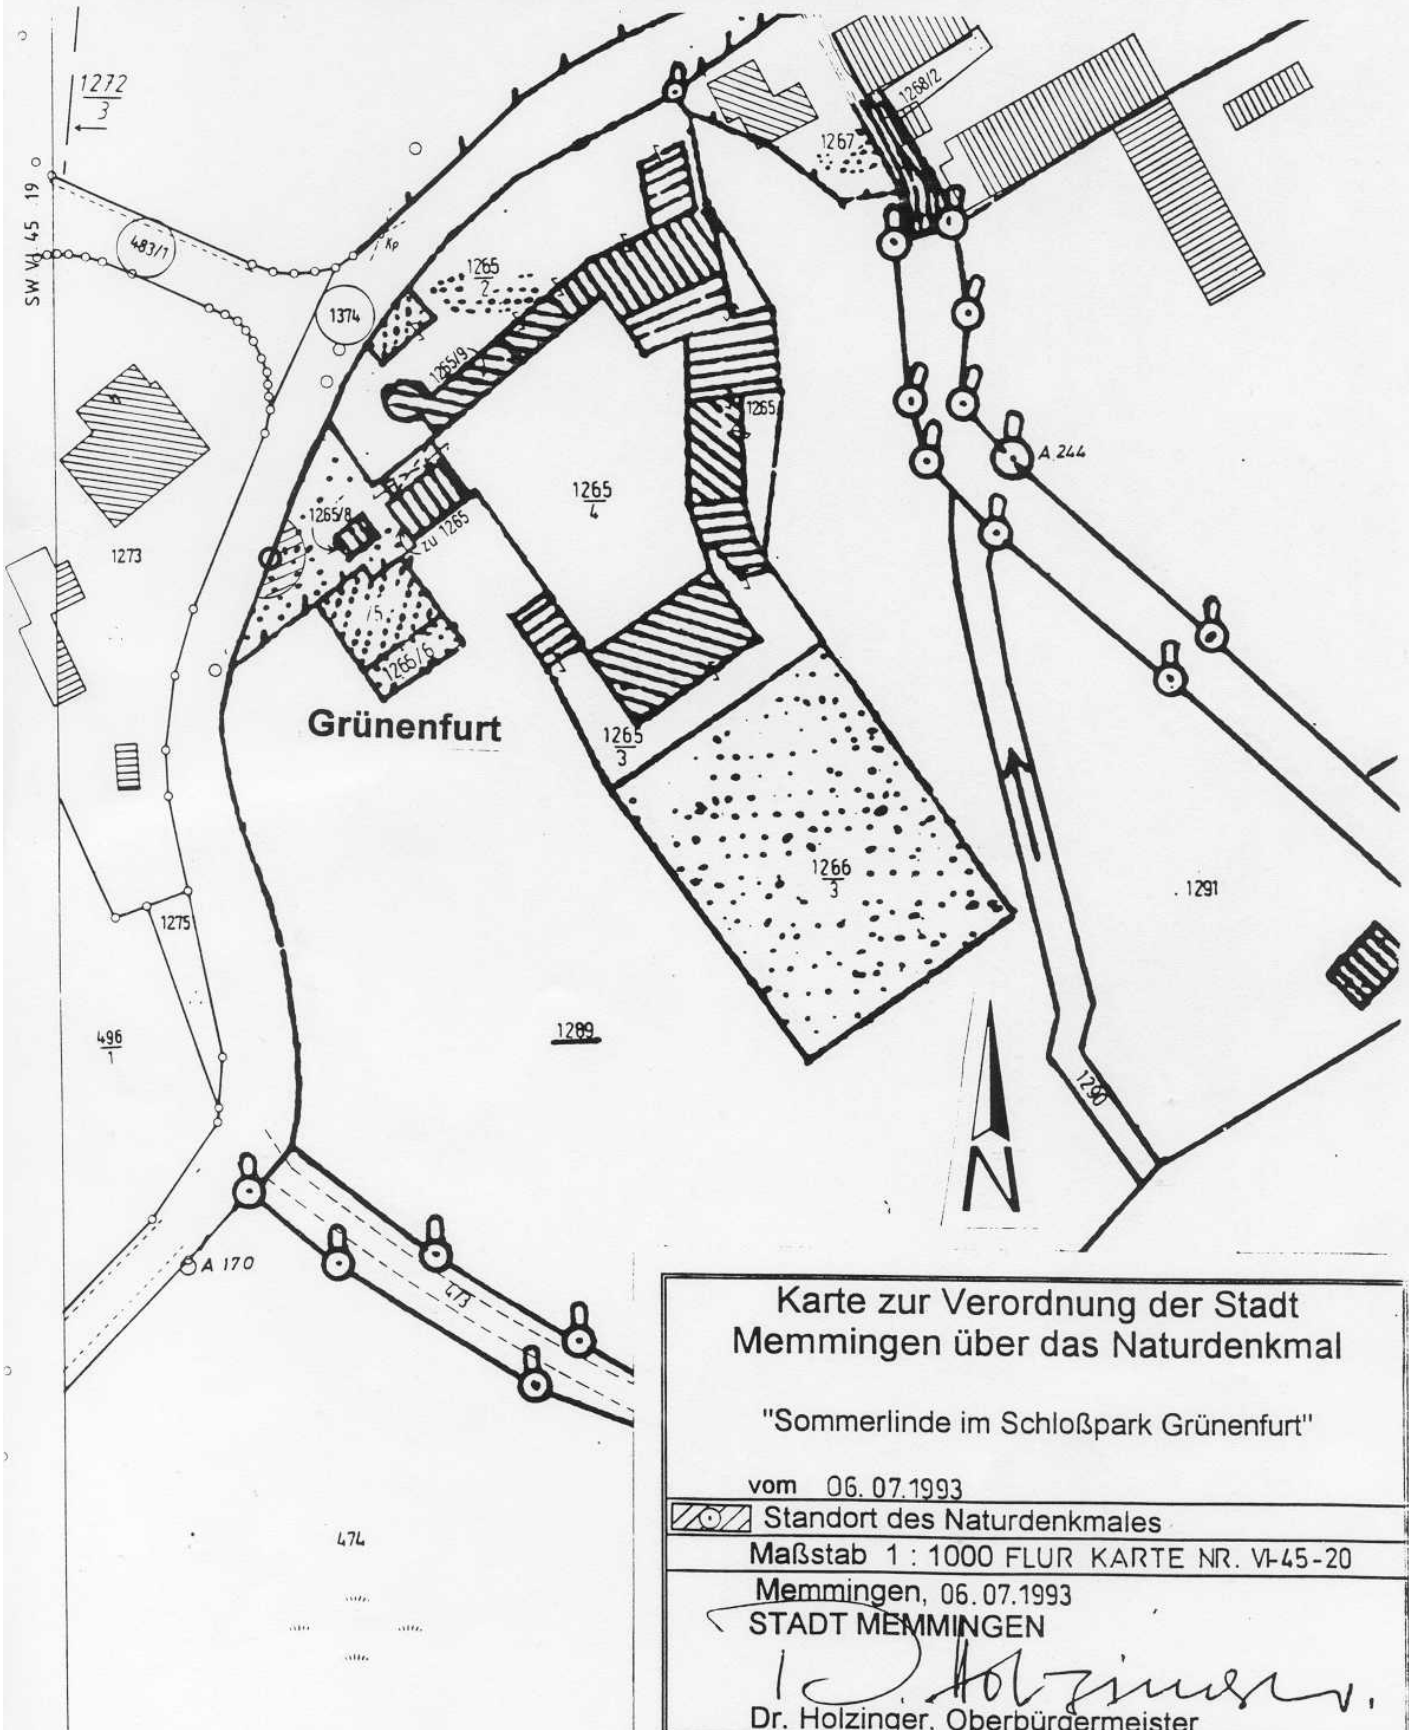 1272
3
SW VI 45 19
483/1
Kp
1374
1265
2
1265/9
1267
1268/2
1265
A 244
1265
4
1265/8
zu 1265
1273
/5
1265/6
Grünenfurt
1265
3
1266
3
1291
1275
496
1
1289
1290
N
A 170
473
474
Karte zur Verordnung der Stadt
Memmingen über das Naturdenkmal
"Sommerlinde im Schloßpark Grünenfurt"
vom 06.07.1993
Standort des Naturdenkmales
Maßstab 1 : 1000 FLUR KARTE NR. VI-45-20
Memmingen, 06.07.1993
STADT MEMMINGEN
Dr. Holzinger, Oberbürgermeister